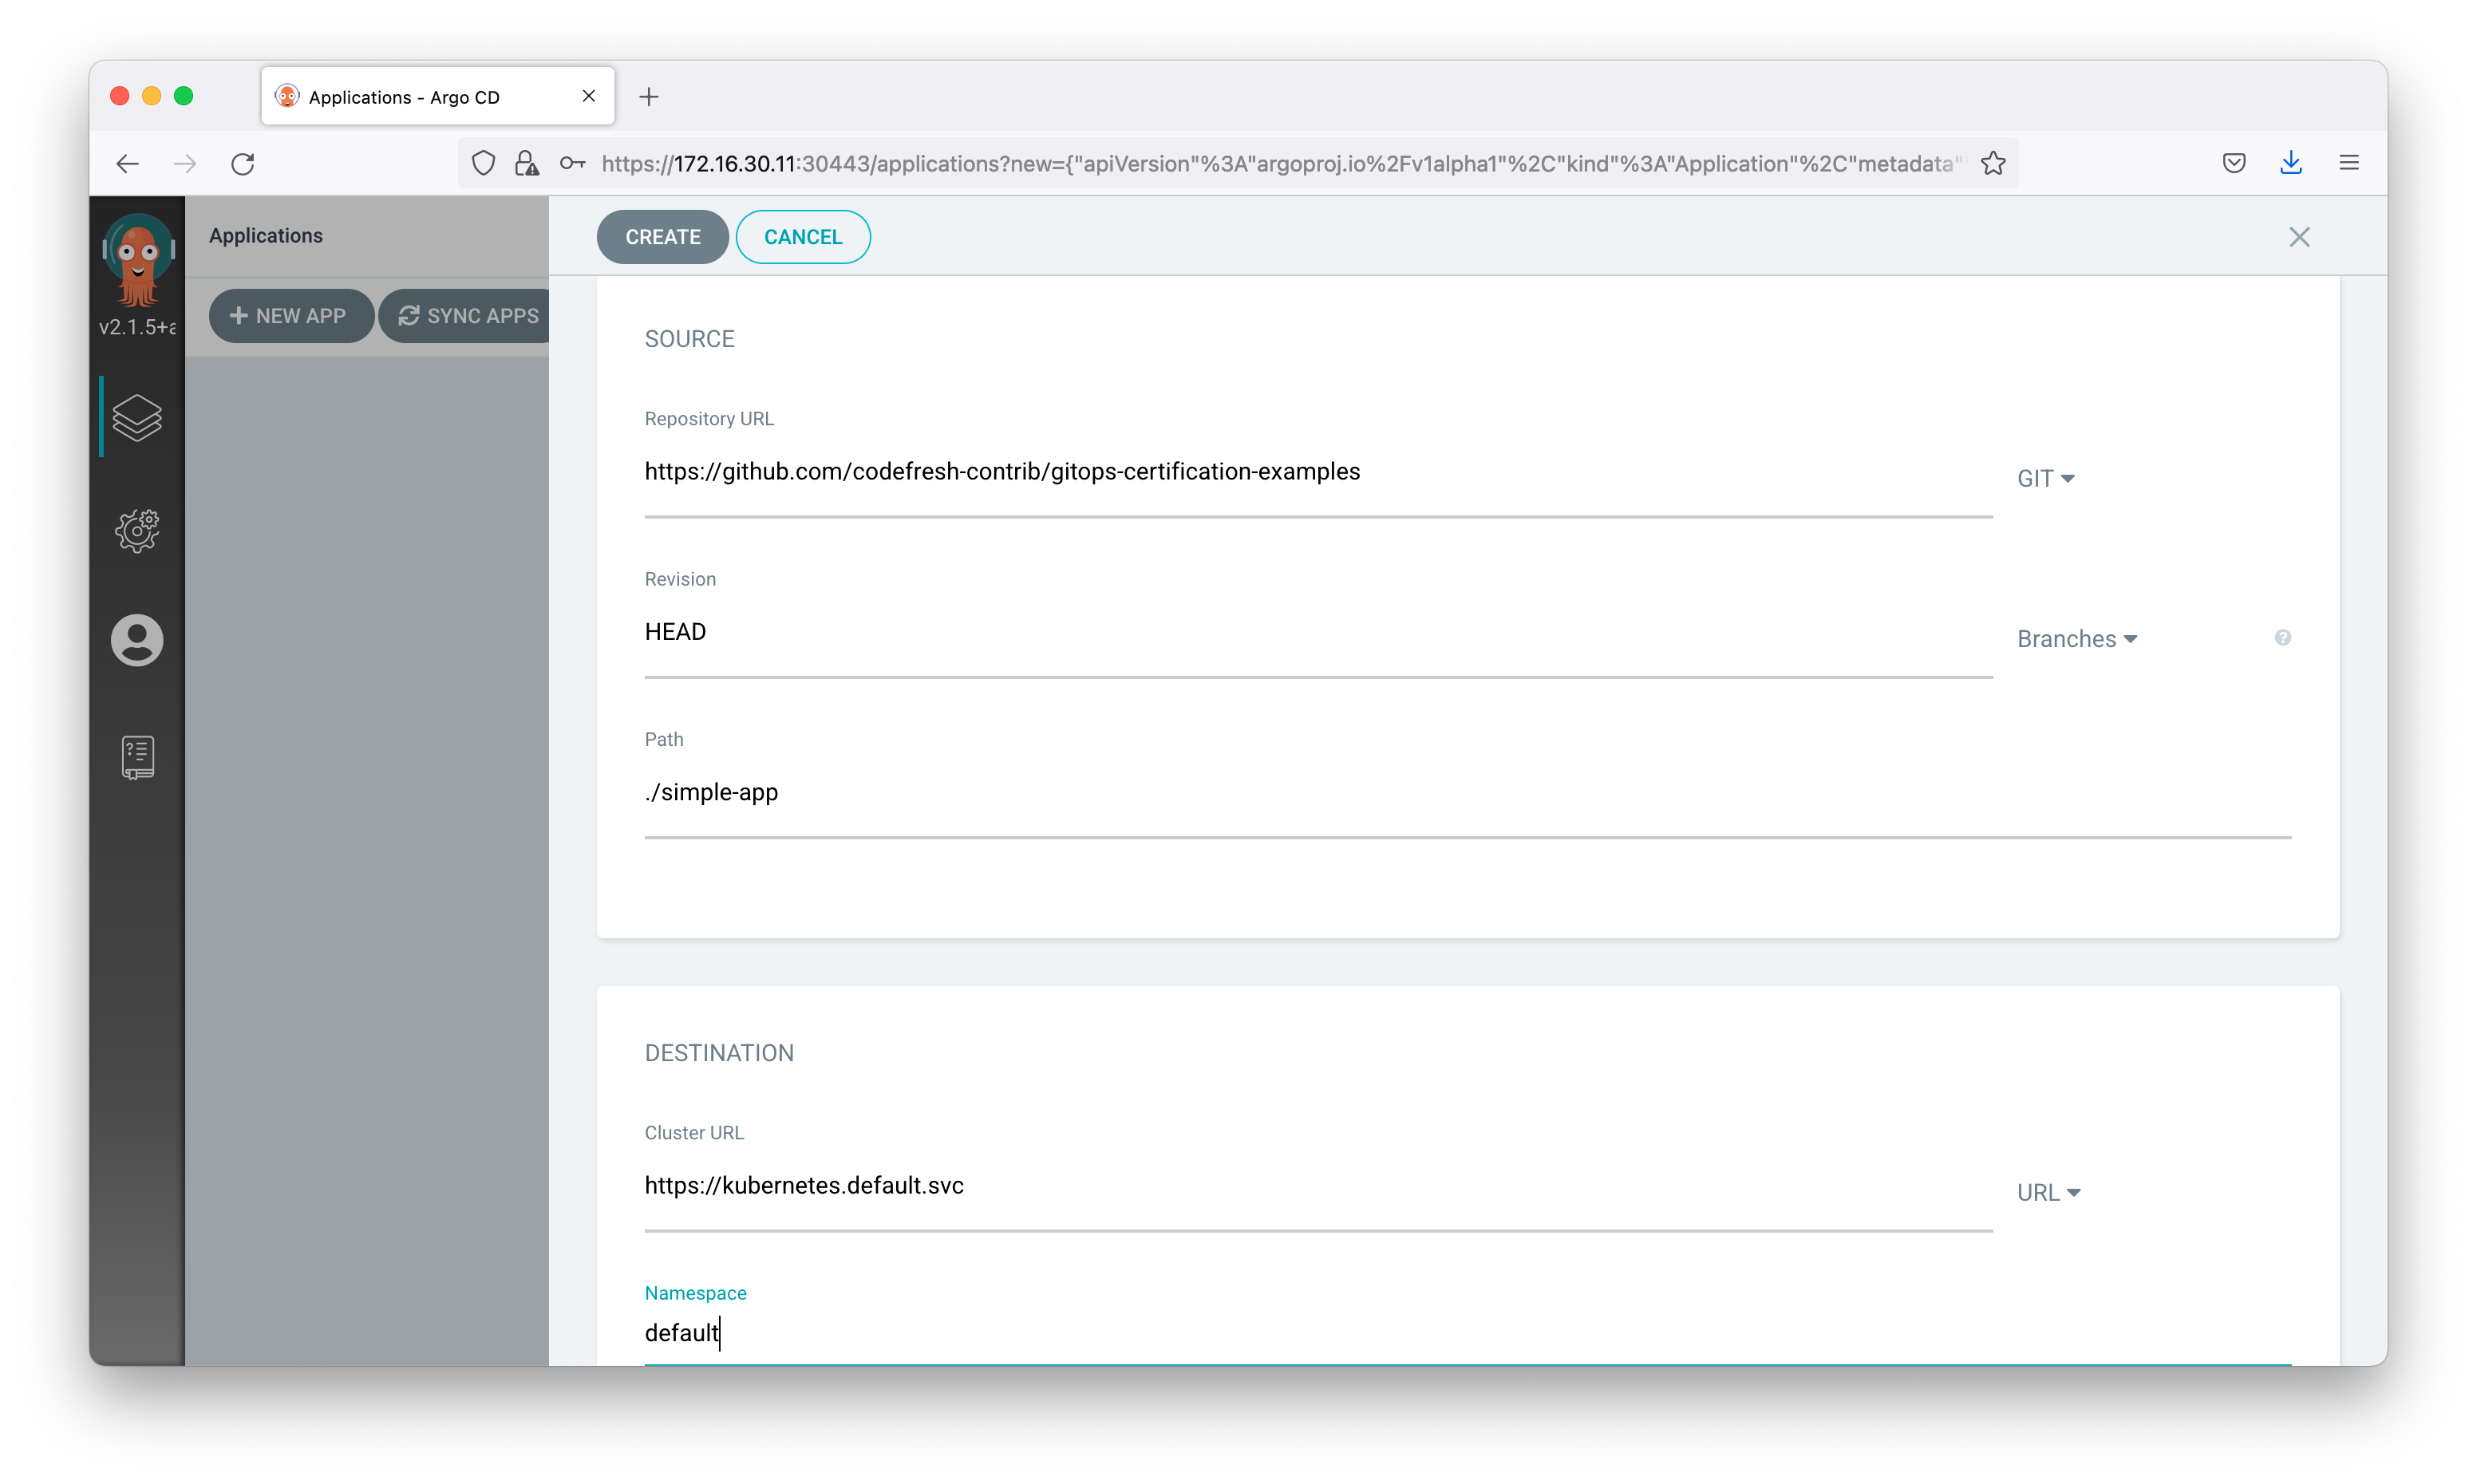 Applications - Argo CD
https://172.16.30.11:30443/applications?new={"apiVersion"%3A"argoproj.io%2Fv1alpha1"%2C"kind"%3A"Application"%2C"metadata"
Applications
CREATE CANCEL
v2.1.5+a
NEW APP SYNC APPS
SOURCE
Repository URL
https://github.com/codefresh-contrib/gitops-certification-examples
GIT
Revision
HEAD
Branches
?
Path
./simple-app
DESTINATION
Cluster URL
https://kubernetes.default.svc
URL
Namespace
default